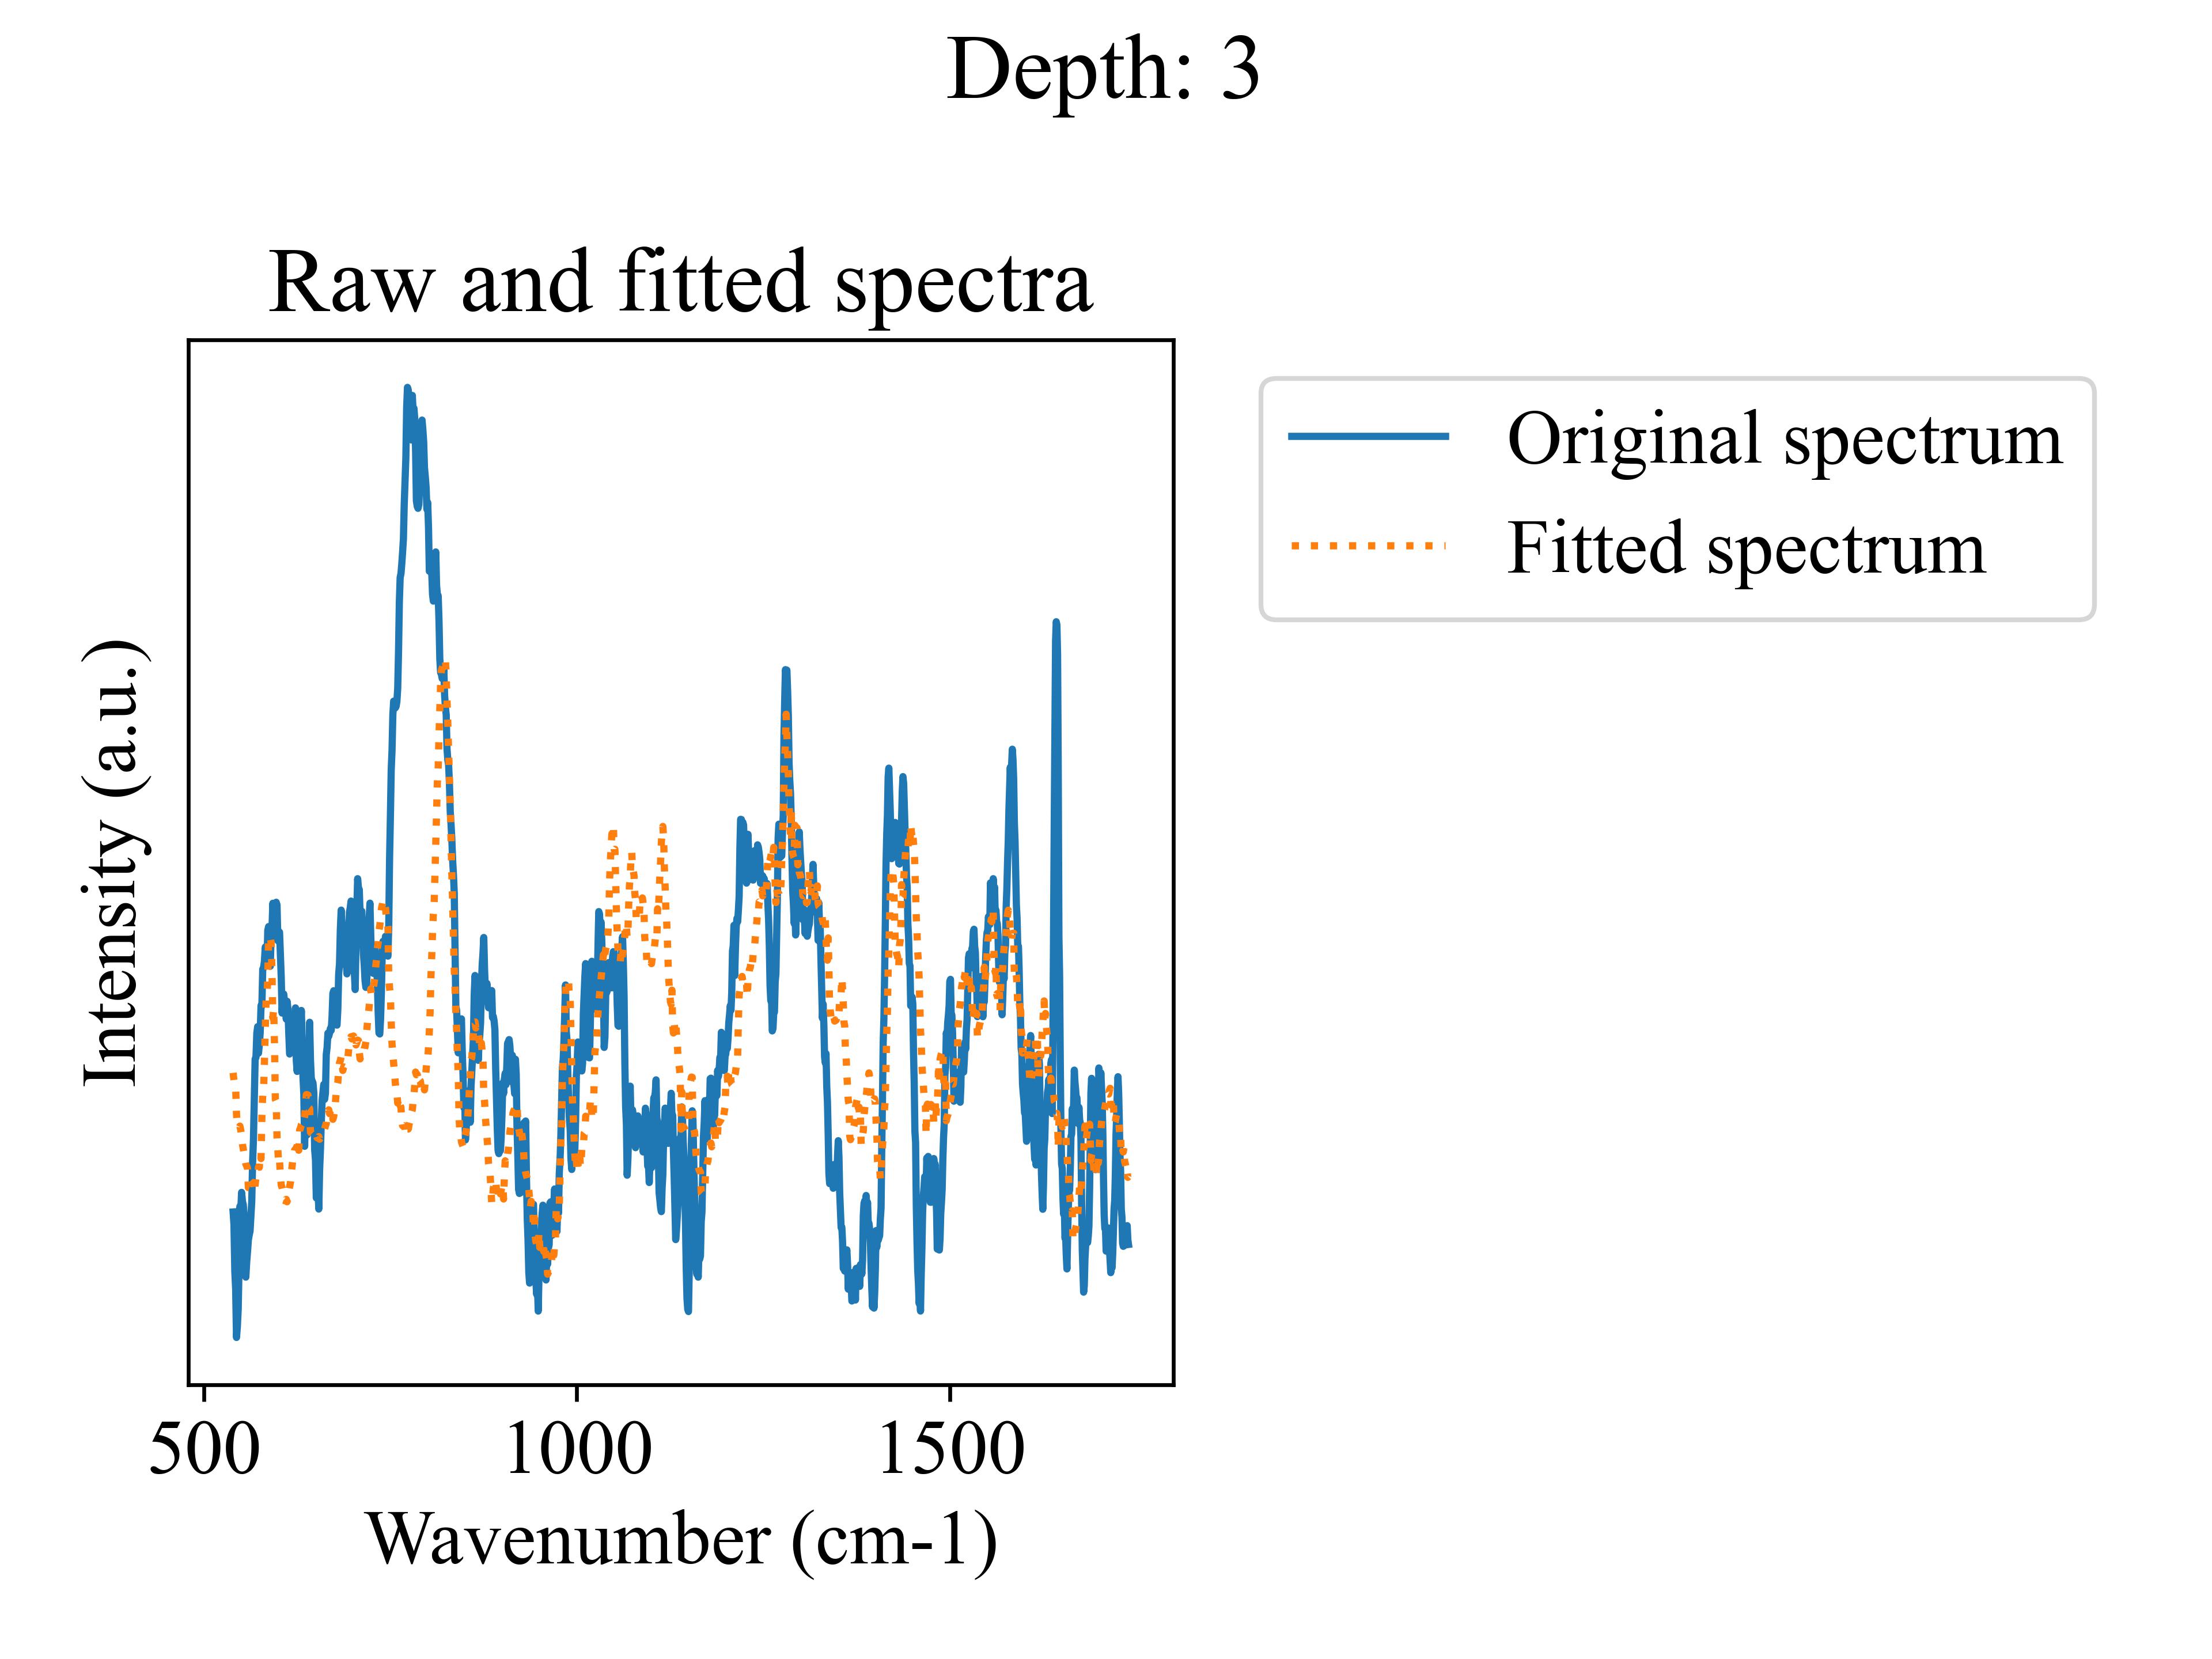 Depth: 3
Raw and fitted spectra
Original spectrum
Fitted spectrum
Intensity (a.u.)
500 1000 1500
Wavenumber (cm-1)